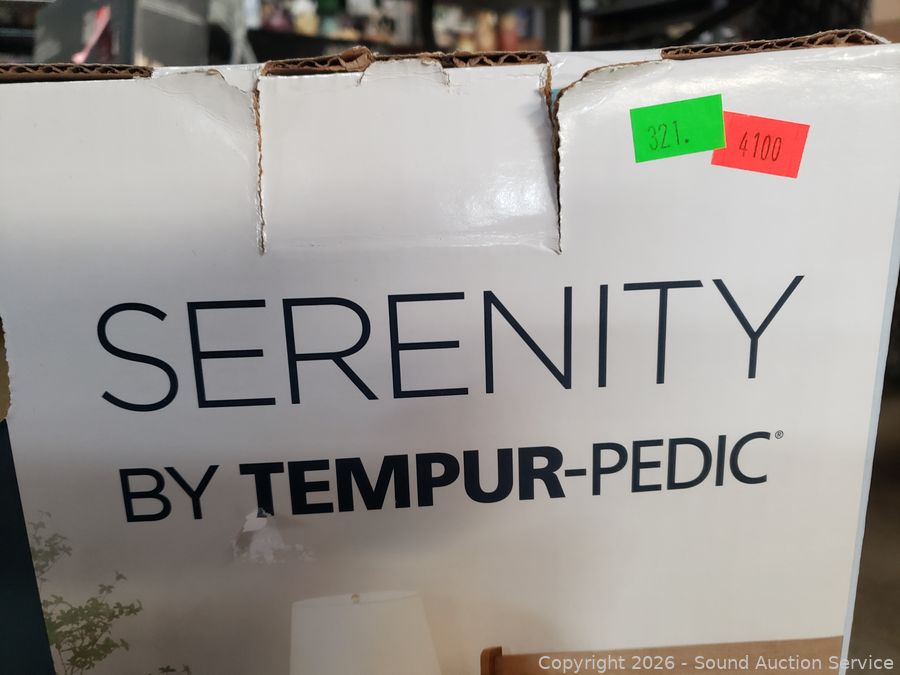 321.
4100
SERENITY
BY TEMPUR-PEDIC®
Copyright 2026 - Sound Auction Service